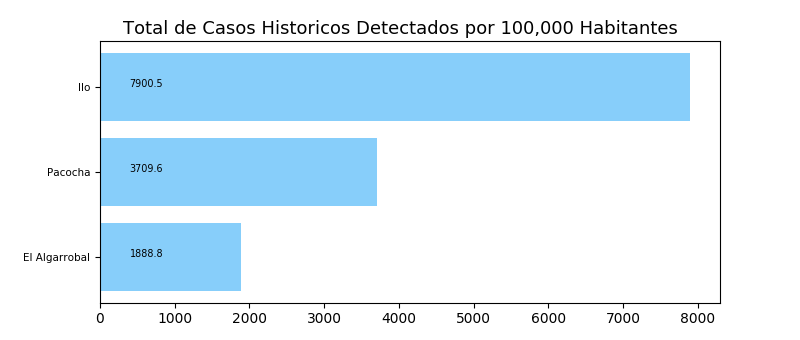 Total de Casos Historicos Detectados por 100,000 Habitantes
Ilo
7900.5
Pacocha
3709.6
El Algarrobal
1888.8
0 1000 2000 3000 4000 5000 6000 7000 8000